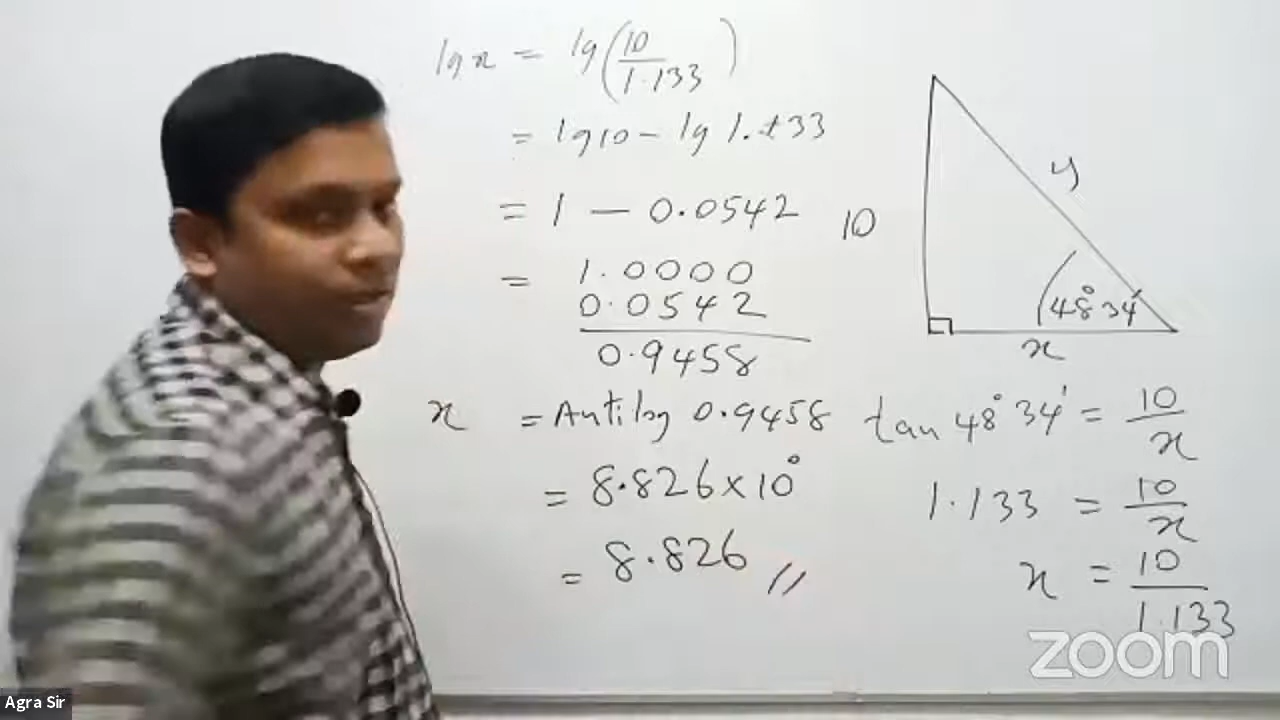 lg x = lg(10/1.133)
= lg10 - lg 1.133
= 1 - 0.0542
= 1.0000
0.0542
0.9458
x = Antilog 0.9458
= 8.826 x 10°
= 8.826 //
10
y
48° 34'
x
tan 48° 34' = 10/x
1.133 = 10/x
x = 10/1.133
zoom
Agra Sir